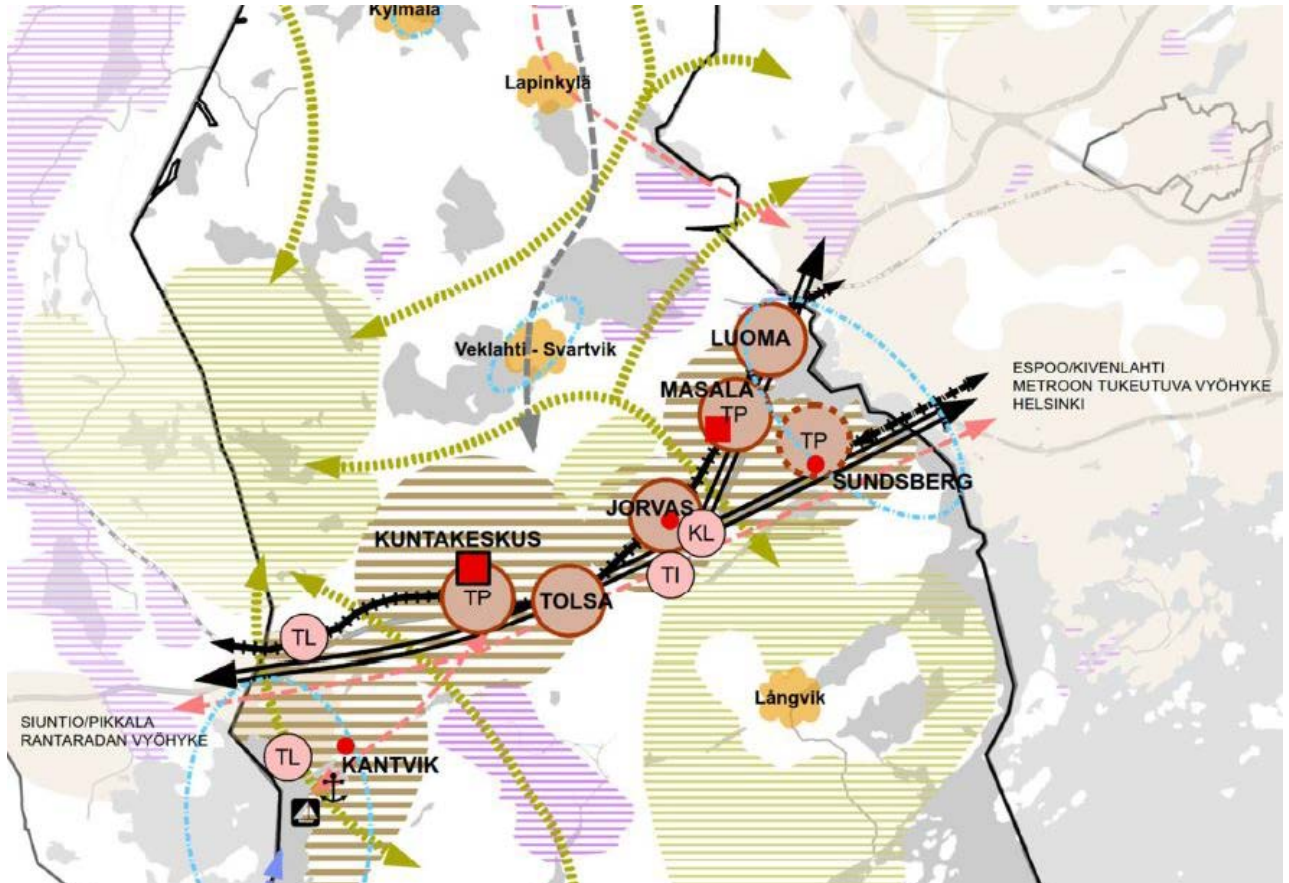 Kylmälä
Lapinkylä
LUOMA
Veklahti - Svartvik
ESPOO/KIVENLAHTI
METROON TUKEUTUVA VYÖHYKE
HELSINKI
MASALA
TP
TP
SUNDSBERG
JORVAS
KL
KUNTAKESKUS
TI
TP
TOLSA
TL
Långvik
SIUNTIO/PIKKALA
RANTARADAN VYÖHYKE
TL
KANTVIK